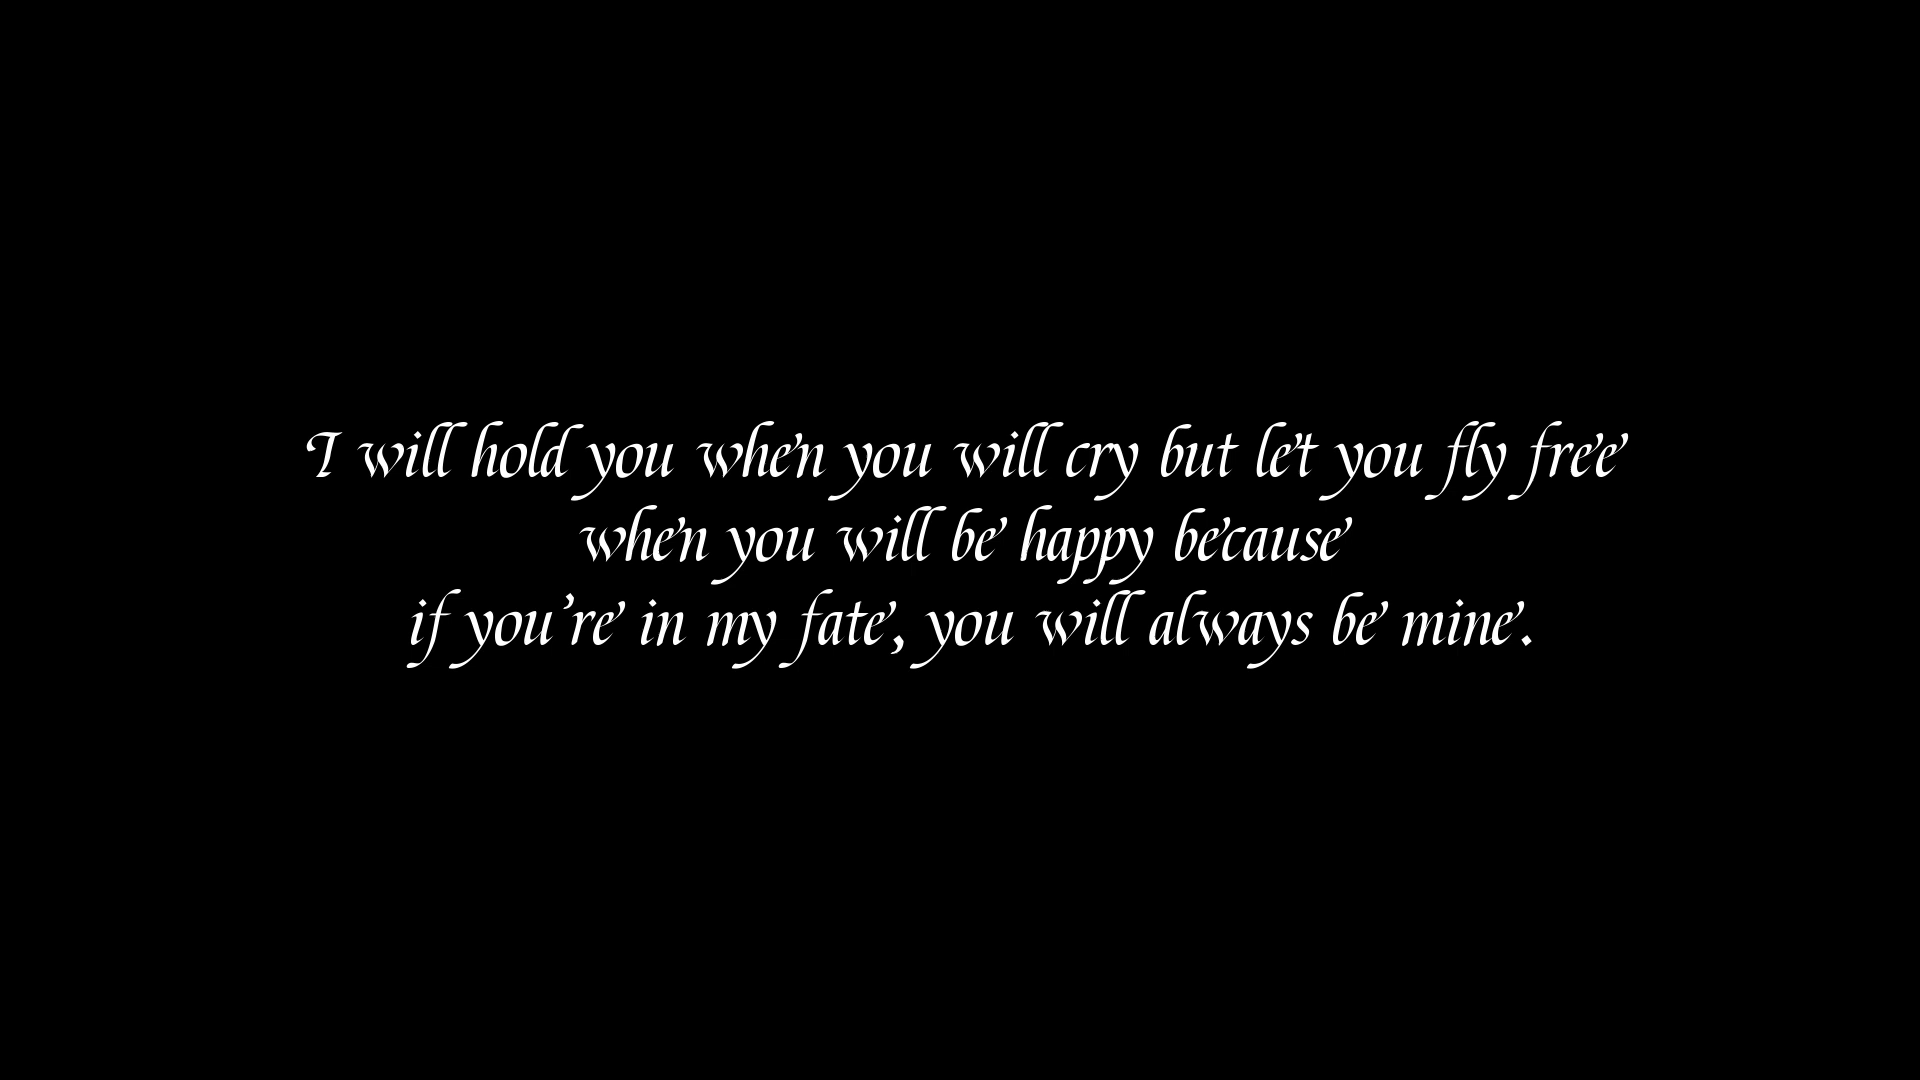 I will hold you when you will cry but let you fly free
when you will be happy because
if you're in my fate, you will always be mine.